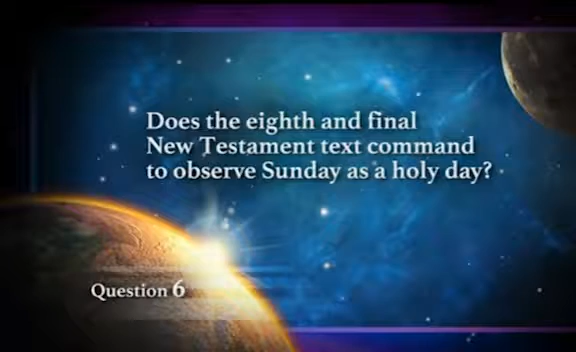 Does the eighth and final
New Testament text command
to observe Sunday as a holy day?
Question 6